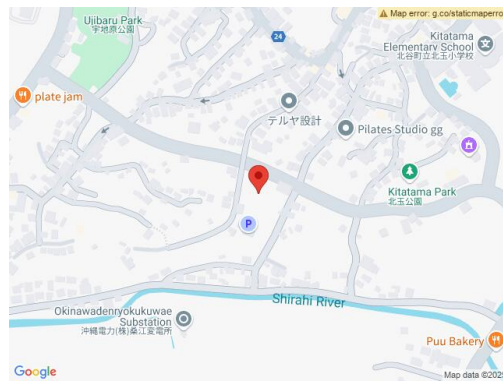 Map error: g.co/staticmaperro
Ujibaru Park
宇地原公園
24
Kitatama
Elementary School
北谷町立北玉小学校
plate jam
テルヤ設計
Pilates Studio gg
Kitatama Park
北玉公園
P
Shirahi River
Okinawadenryokukuwae
Substation
沖縄電力(株)桑江変電所
Puu Bakery
Google
Map data ©2025